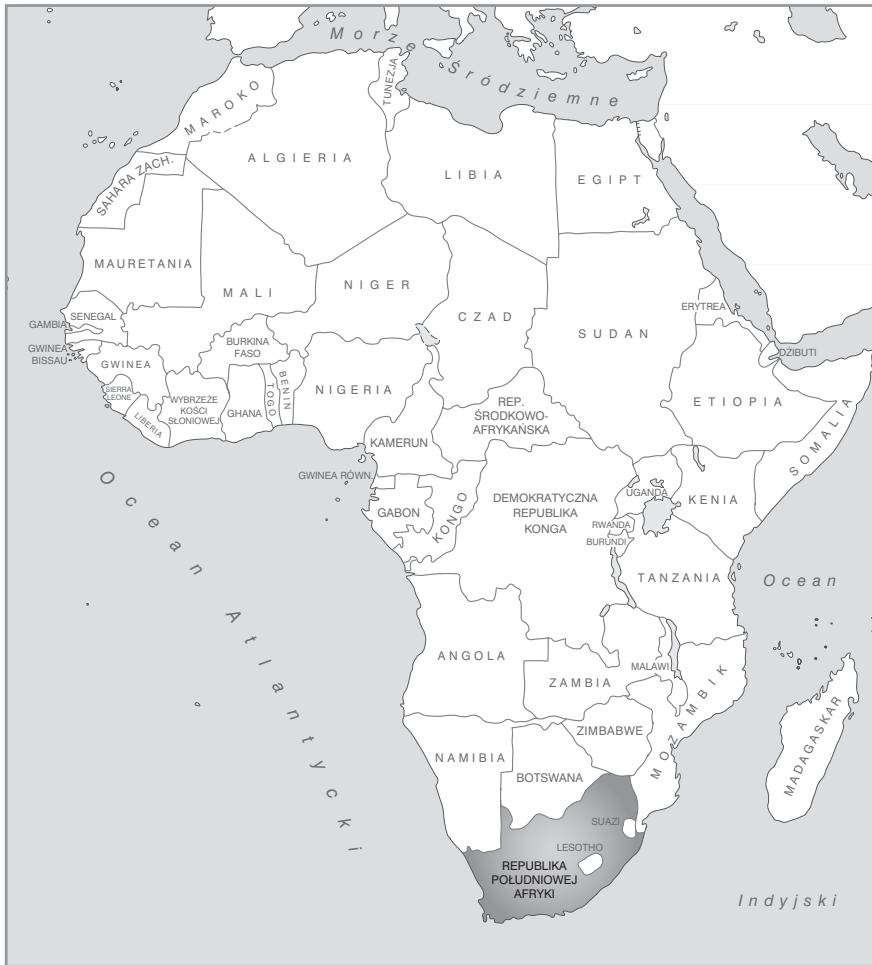 Morze
Śródziemne
TUNEZJA
MAROKO
ALGIERIA
LIBIA
EGIPT
SAHARA ZACH.
MAURETANIA
MALI
NIGER
CZAD
SUDAN
ERYTREA
SENEGAL
GAMBIA
GWINEA
BISSAU
GWINEA
SIERRA
LEONE
LIBERIA
WYBRZEŻE
KOŚCI
SŁONIOWEJ
BURKINA
FASO
GHANA
TOGO
BENIN
NIGERIA
DŻIBUTI
ETIOPIA
SOMALIA
REP.
ŚRODKOWO-
AFRYKAŃSKA
KAMERUN
GWINEA RÓWN.
GABON
KONGO
DEMOKRATYCZNA
REPUBLIKA
KONGA
UGANDA
KENIA
RWANDA
BURUNDI
TANZANIA
Ocean
Ocean Atlantycki
ANGOLA
ZAMBIA
MALAWI
MOZAMBIK
MADAGASKAR
ZIMBABWE
NAMIBIA
BOTSWANA
SUAZI
LESOTHO
REPUBLIKA
POŁUDNIOWEJ
AFRYKI
Indyjski